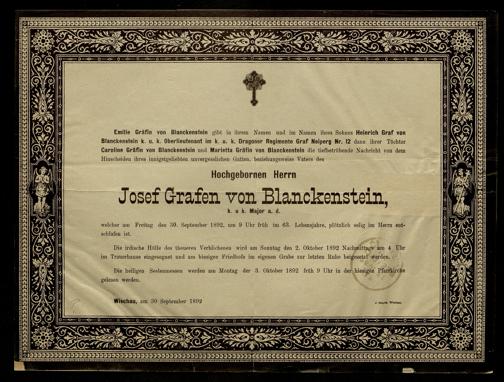 Emilie Gräfin von Blanckenstein gibt in ihrem Namen und im Namen ihres Sohnes Heinrich Graf von
Blanckenstein k. u. k. Oberlieutenant im k. u. k. Dragoner Regimente Graf Neiperg Nr. 12 dann ihrer Töchter
Caroline Gräfin von Blanckenstein und Marietta Gräfin von Blanckenstein die tiefbetrübende Nachricht von dem
Hinscheiden ihres innigstgeliebten unvergesslichen Gatten, beziehungsweise Vaters des
Hochgebornen Herrn
Josef Grafen von Blanckenstein,
k. u k. Major a. d.
welcher am Freitag den 30. September 1892, um 9 Uhr früh im 63. Lebensjahre, plötzlich selig im Herrn ent-
schlafen ist.
Die irdische Hülle des theueren Verblichenen wird am Sonntag den 2. Oktober 1892 Nachmittags um 4 Uhr
im Trauerhause eingesegnet und am hiesigen Friedhofe im eigenen Grabe zur letzten Ruhe beigesetzt werden.
Die heiligen Seelenmessen werden am Montag der 3. Oktober 1892 früh 9 Uhr in der hiesigen Pfarrkirche
gelesen werden.
Wischau, am 30 September 1892
Wischau.